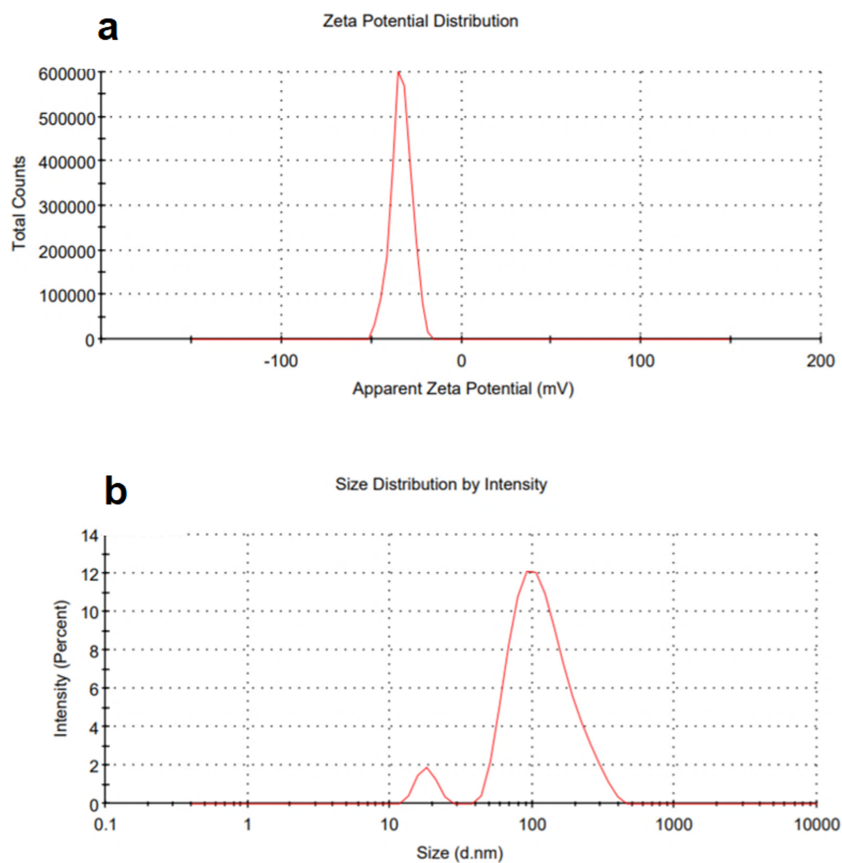 a
Zeta Potential Distribution
600000
500000
400000
300000
200000
100000
0
Total Counts
-100 0 100 200
Apparent Zeta Potential (mV)
b
Size Distribution by Intensity
14
12
10
8
6
4
2
0
Intensity (Percent)
0.1 1 10 100 1000 10000
Size (d.nm)